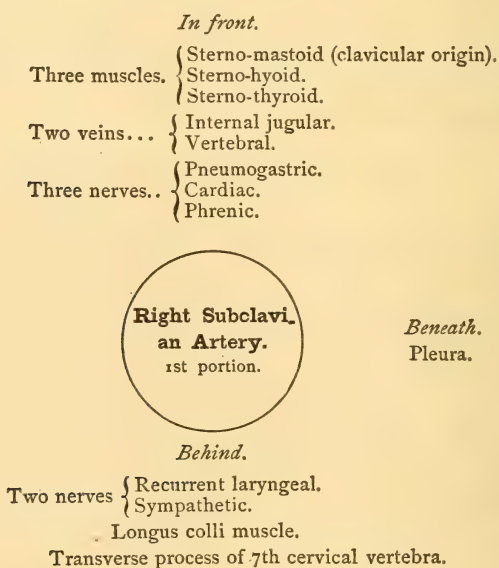 In front.
Three muscles. { Sterno-mastoid (clavicular origin).
Sterno-hyoid.
Sterno-thyroid.
Two veins... { Internal jugular.
Vertebral.
Three nerves.. { Pneumogastric.
Cardiac.
Phrenic.
Right Subclavi-
an Artery.
1st portion.
Beneath.
Pleura.
Behind.
Two nerves { Recurrent laryngeal.
Sympathetic.
Longus colli muscle.
Transverse process of 7th cervical vertebra.